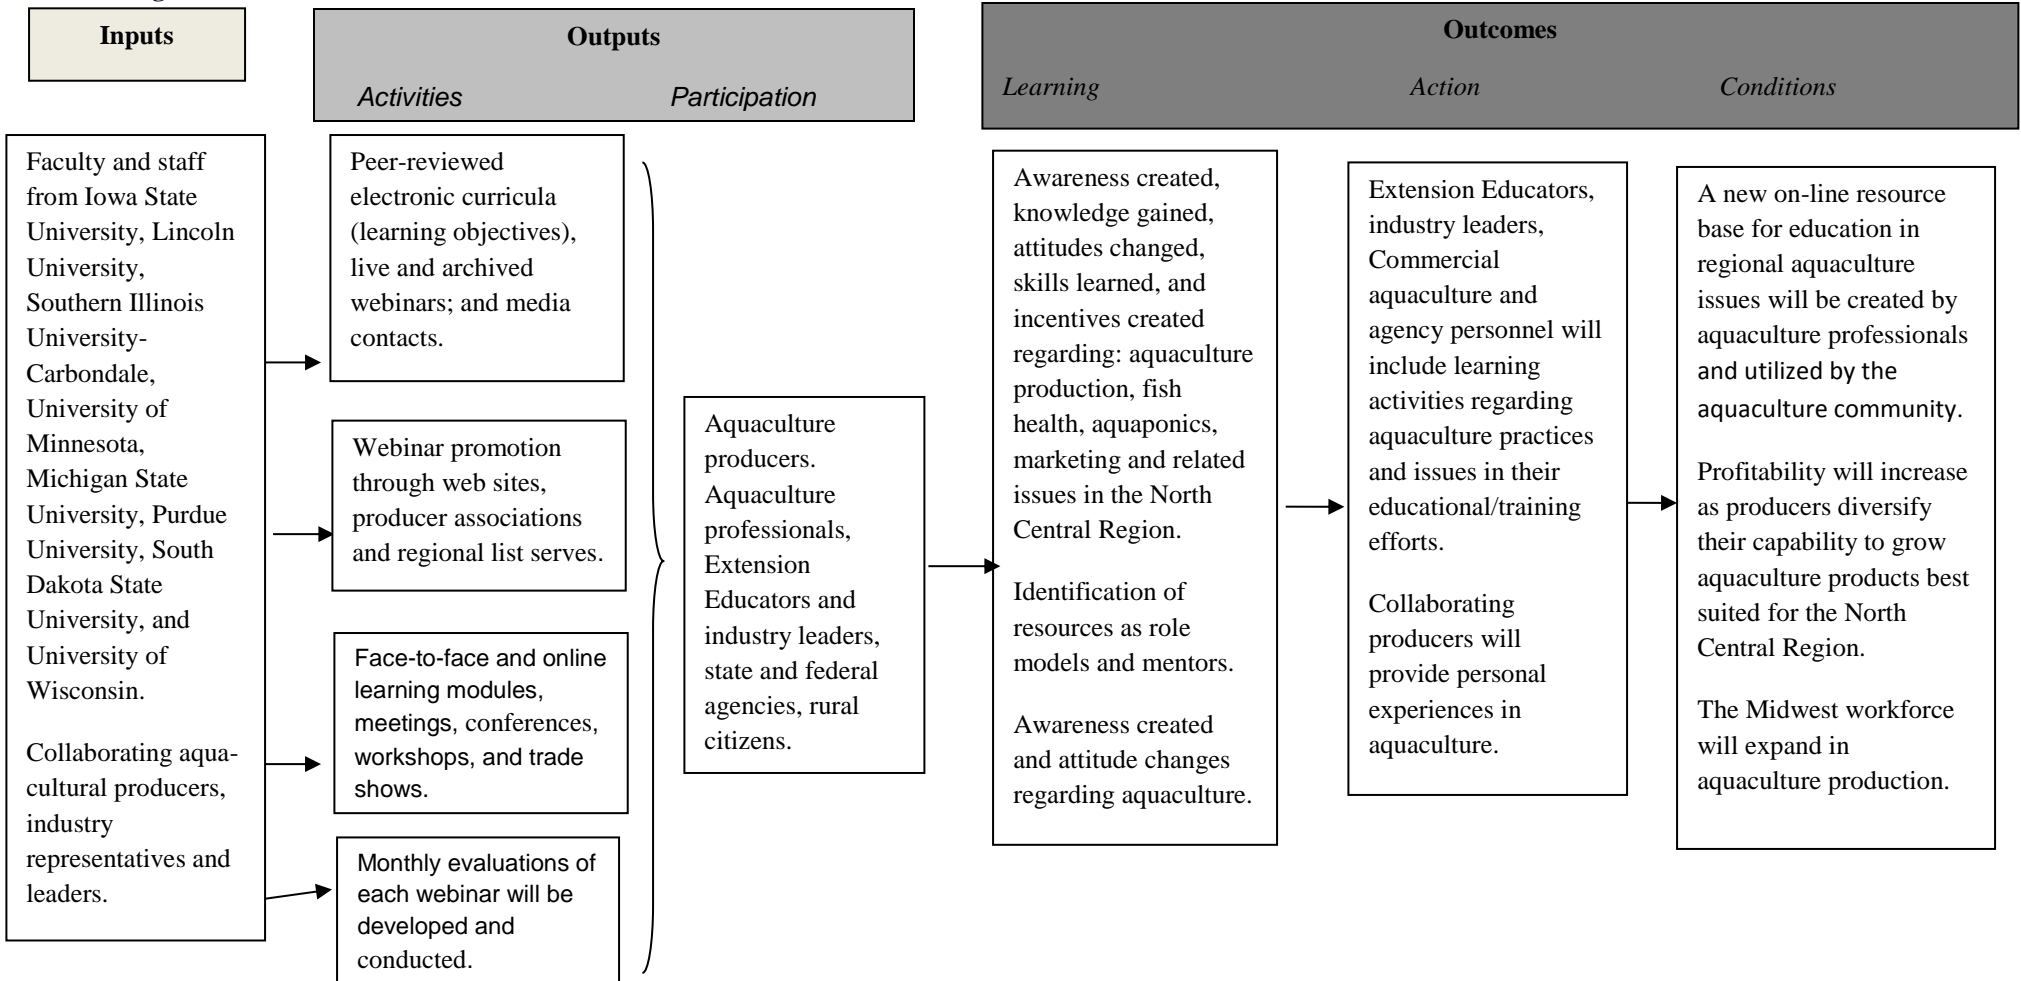 Inputs
Outputs
Activities
Participation
Outcomes
Learning
Action
Conditions
Faculty and staff
from Iowa State
University, Lincoln
University,
Southern Illinois
University-
Carbondale,
University of
Minnesota,
Michigan State
University, Purdue
University, South
Dakota State
University, and
University of
Wisconsin.
Collaborating aqua-
cultural producers,
industry
representatives and
leaders.
Peer-reviewed
electronic curricula
(learning objectives),
live and archived
webinars; and media
contacts.
Webinar promotion
through web sites,
producer associations
and regional list serves.
Face-to-face and online
learning modules,
meetings, conferences,
workshops, and trade
shows.
Monthly evaluations of
each webinar will be
developed and
conducted.
Aquaculture
producers.
Aquaculture
professionals,
Extension
Educators and
industry leaders,
state and federal
agencies, rural
citizens.
Awareness created,
knowledge gained,
attitudes changed,
skills learned, and
incentives created
regarding: aquaculture
production, fish
health, aquaponics,
marketing and related
issues in the North
Central Region.
Identification of
resources as role
models and mentors.
Awareness created
and attitude changes
regarding aquaculture.
Extension Educators,
industry leaders,
Commercial
aquaculture and
agency personnel will
include learning
activities regarding
aquaculture practices
and issues in their
educational/training
efforts.
Collaborating
producers will
provide personal
experiences in
aquaculture.
A new on-line resource
base for education in
regional aquaculture
issues will be created by
aquaculture professionals
and utilized by the
aquaculture community.
Profitability will increase
as producers diversify
their capability to grow
aquaculture products best
suited for the North
Central Region.
The Midwest workforce
will expand in
aquaculture production.